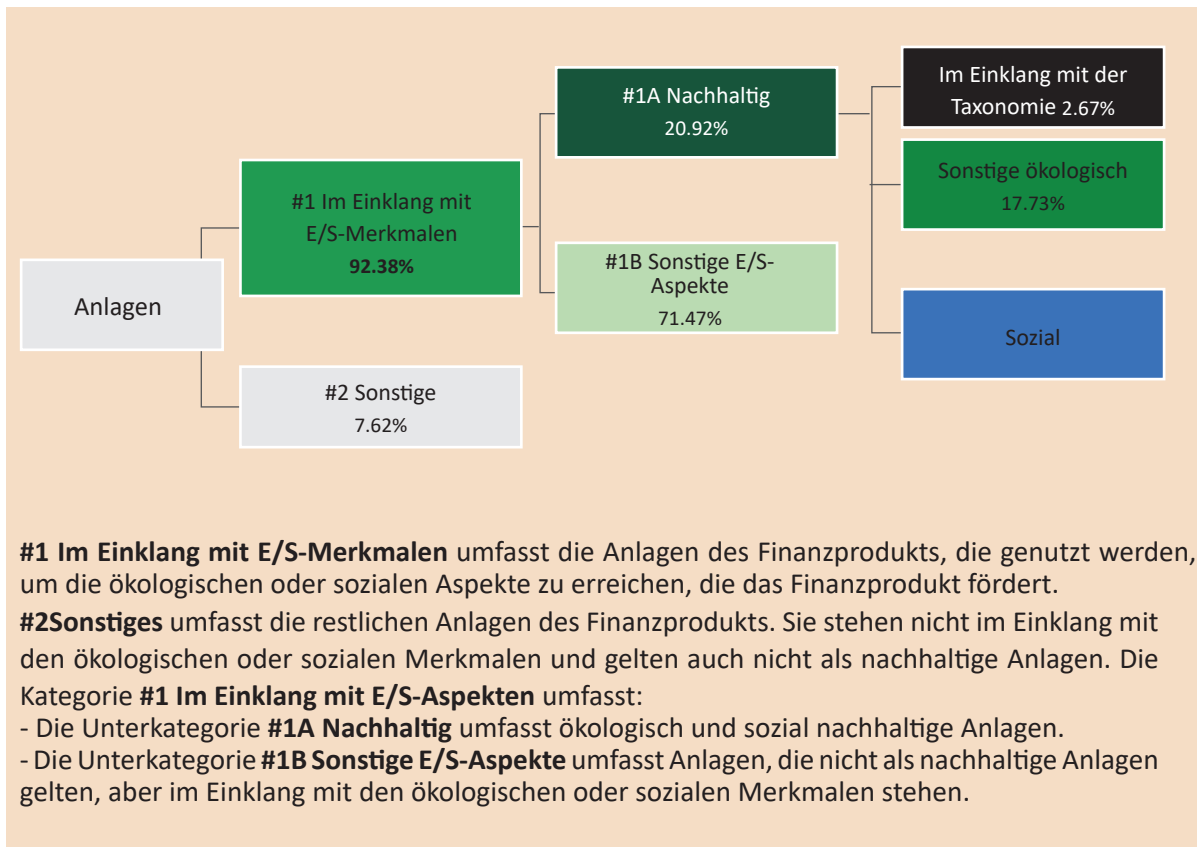 Anlagen
#1 Im Einklang mit
E/S-Merkmalen
92.38%
#2 Sonstige
7.62%
#1A Nachhaltig
20.92%
#1B Sonstige E/S-
Aspekte
71.47%
Im Einklang mit der
Taxonomie 2.67%
Sonstige ökologisch
17.73%
Sozial
#1 Im Einklang mit E/S-Merkmalen umfasst die Anlagen des Finanzprodukts, die genutzt werden,
um die ökologischen oder sozialen Aspekte zu erreichen, die das Finanzprodukt fördert.
#2Sonstiges umfasst die restlichen Anlagen des Finanzprodukts. Sie stehen nicht im Einklang mit
den ökologischen oder sozialen Merkmalen und gelten auch nicht als nachhaltige Anlagen. Die
Kategorie #1 Im Einklang mit E/S-Aspekten umfasst:
- Die Unterkategorie #1A Nachhaltig umfasst ökologisch und sozial nachhaltige Anlagen.
- Die Unterkategorie #1B Sonstige E/S-Aspekte umfasst Anlagen, die nicht als nachhaltige Anlagen
gelten, aber im Einklang mit den ökologischen oder sozialen Merkmalen stehen.